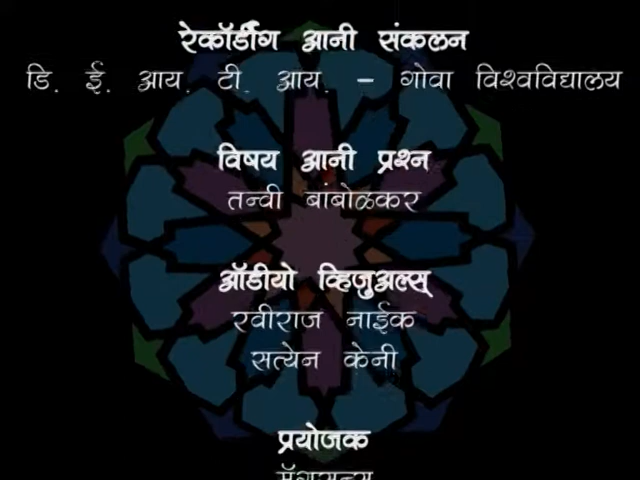 रेकॉर्डींग आनी संकलन
डि. ई. आय. टी. आय. – गोवा विश्वविद्यालय
विषय आनी प्रश्न
तन्वी बांबोळकर
ऑडीयो व्हिजुअल्स्
रवीराज नाईक
सत्येन केनी
प्रयोजक